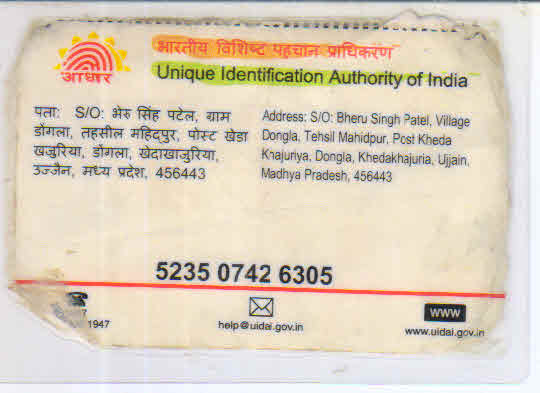 भारतीय विशिष्ट पहचान प्राधिकरण
आधार
Unique Identification Authority of India
पता: S/O: भेरु सिंह पटेल, ग्राम
डोंगला, तहसील महिदपुर, पोस्ट खेडा
खजुरिया, डोंगला, खेदाखाजुरिया,
उज्जैन, मध्य प्रदेश, 456443
Address: S/O: Bheru Singh Patel, Village
Dongla, Tehsil Mahidpur, Post Kheda
Khajuriya, Dongla, Khedakhajuria, Ujjain,
Madhya Pradesh, 456443
5235 0742 6305
1947
help@uidai.gov.in
WWW
www.uidai.gov.in